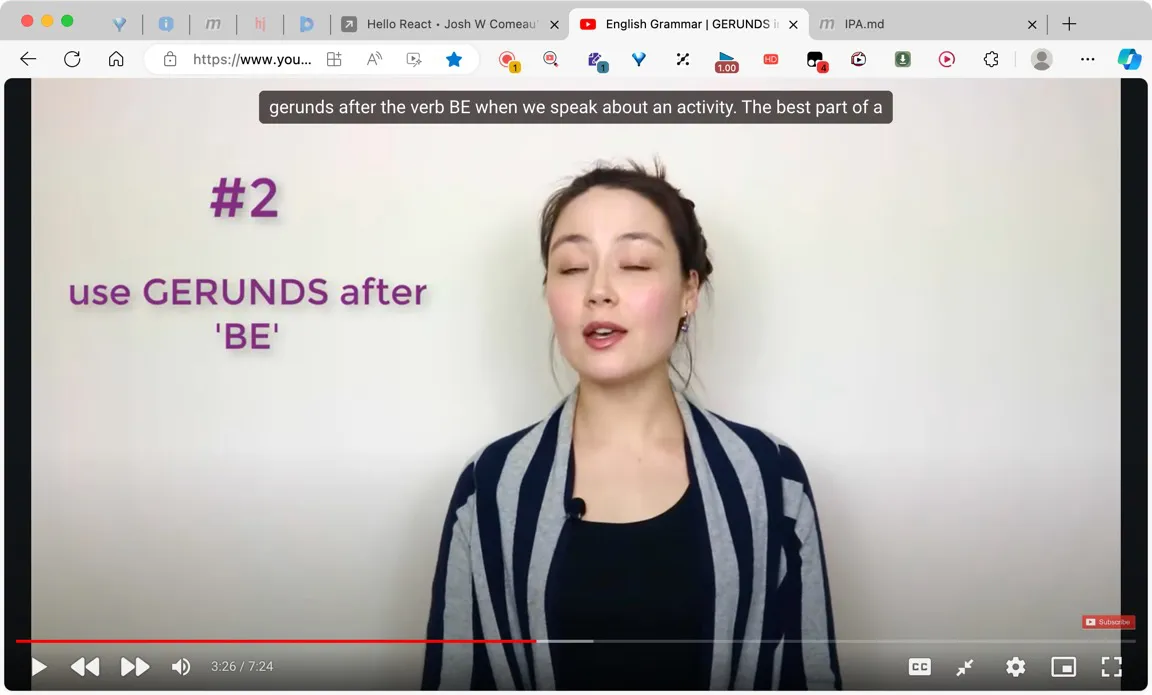 Hello React • Josh W Comeau'
English Grammar | GERUNDS i
IPA.md
https://www.you...
1
1
1.00
HD
4
gerunds after the verb BE when we speak about an activity. The best part of a
#2
use GERUNDS after
'BE'
Subscribe
3:26 / 7:24
CC